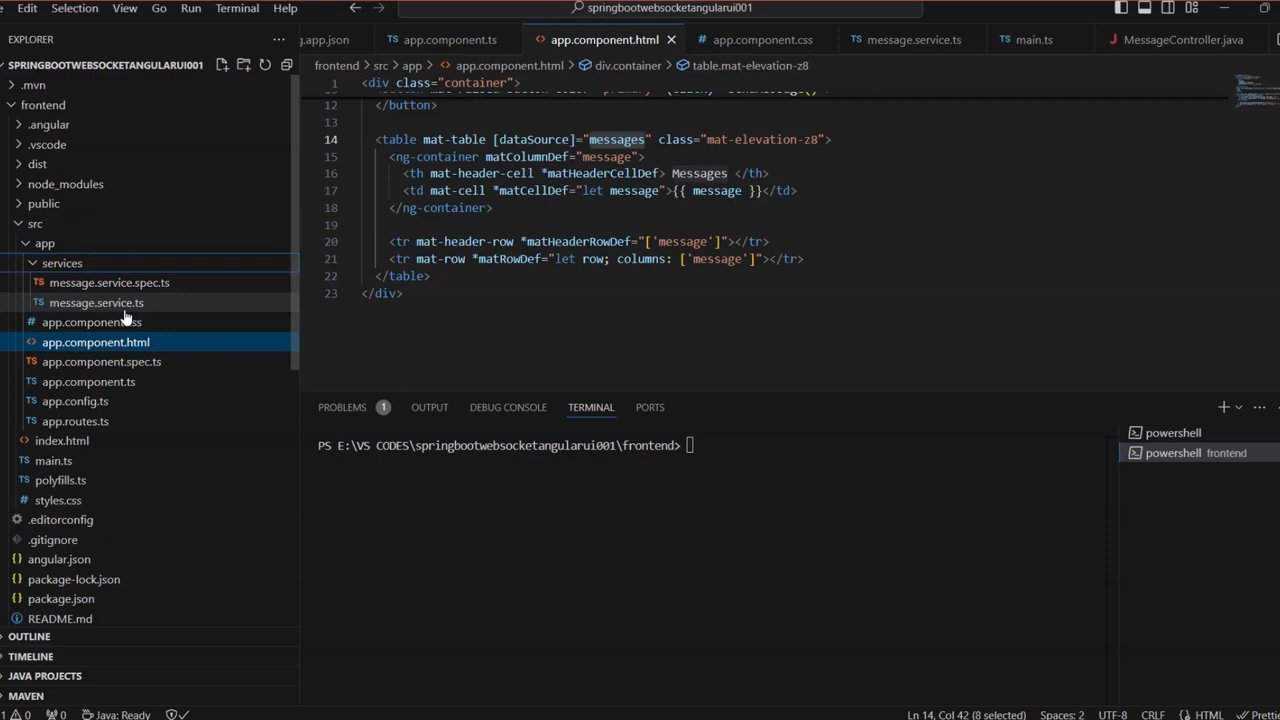 Edit Selection View Go Run Terminal Help
springbootwebsocketangularui001
EXPLORER
g.app.json
app.component.ts
app.component.html
app.component.css
message.service.ts
main.ts
MessageController.java
SPRINGBOOTWEBSOCKETANGULARUI001
frontend > src > app > app.component.html > div.container > table.mat-elevation-z8
.mvn
frontend
.angular
.vscode
dist
node_modules
public
src
app
services
message.service.spec.ts
message.service.ts
app.component.css
app.component.html
app.component.spec.ts
app.component.ts
app.config.ts
app.routes.ts
index.html
main.ts
polyfills.ts
styles.css
.editorconfig
.gitignore
angular.json
package-lock.json
package.json
README.md
OUTLINE
TIMELINE
JAVA PROJECTS
MAVEN
1 <div class="container">
12 </button>
13
14 <table mat-table [dataSource]="messages" class="mat-elevation-z8">
15 <ng-container matColumnDef="message">
16 <th mat-header-cell *matHeaderCellDef> Messages </th>
17 <td mat-cell *matCellDef="let message">{{ message }}</td>
18 </ng-container>
19
20 <tr mat-header-row *matHeaderRowDef="['message']"></tr>
21 <tr mat-row *matRowDef="let row; columns: ['message']"></tr>
22 </table>
23 </div>
PROBLEMS 1 OUTPUT DEBUG CONSOLE TERMINAL PORTS
PS E:\VS CODES\springbootwebsocketangularui001\frontend>
powershell
powershell frontend
1 0 0 Java: Ready
Ln 14, Col 42 (8 selected) Spaces: 2 UTF-8 CRLF {} HTML